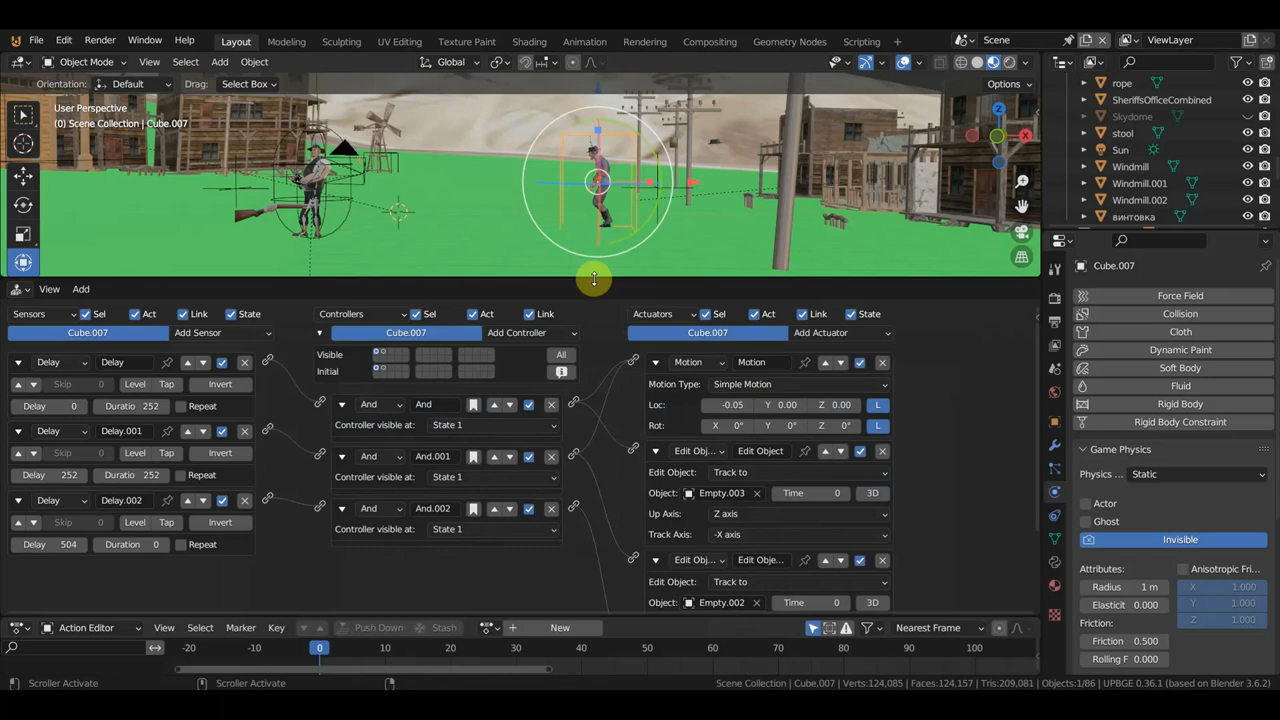 File Edit Render Window Help Layout Modeling Sculpting UV Editing Texture Paint Shading Animation Rendering Compositing Geometry Nodes Scripting + Scene ViewLayer
Object Mode View Select Add Object Global
Orientation: Default Drag: Select Box Options
User Perspective
(0) Scene Collection | Cube.007
rope
SheriffsOfficeCombined
Skydome
stool
Sun
Windmill
Windmill.001
Windmill.002
винтовка
Z
X
View Add
Sensors Sel Act Link State Controllers Sel Act Link Actuators Sel Act Link State
Cube.007 Add Sensor Cube.007 Add Controller Cube.007 Add Actuator
Visible All
Initial
Delay Delay
Skip 0 Level Tap Invert
Delay 0 Duratio 252 Repeat
Delay Delay.001
Skip 0 Level Tap Invert
Delay 252 Duratio 252 Repeat
Delay Delay.002
Skip 0 Level Tap Invert
Delay 504 Duration 0 Repeat
And And
Controller visible at: State 1
And And.001
Controller visible at: State 1
And And.002
Controller visible at: State 1
Motion Motion
Motion Type: Simple Motion
Loc: -0.05 Y 0.00 Z 0.00 L
Rot: X 0° Y 0° Z 0° L
Edit Obj... Edit Object
Edit Object: Track to
Object: Empty.003 Time 0 3D
Up Axis: Z axis
Track Axis: -X axis
Edit Obj... Edit Obje...
Edit Object: Track to
Object: Empty.002 Time 0 3D
Cube.007
Force Field
Collision
Cloth
Dynamic Paint
Soft Body
Fluid
Rigid Body
Rigid Body Constraint
Game Physics
Physics ... Static
Actor
Ghost
Invisible
Attributes: Anisotropic Fri...
Radius 1 m X 1.000
Elasticit 0.000 Y 1.000
Friction: Z 1.000
Friction 0.500
Rolling F 0.000
Action Editor View Select Marker Key Push Down Stash + New Nearest Frame
-20 -10 0 10 20 30 40 50 60 70 80 90 100
Scroller Activate Scroller Activate Scene Collection | Cube.007 | Verts:124,085 | Faces:124,157 | Tris:209,081 | Objects:1/86 | UPBGE 0.36.1 (based on Blender 3.6.2)